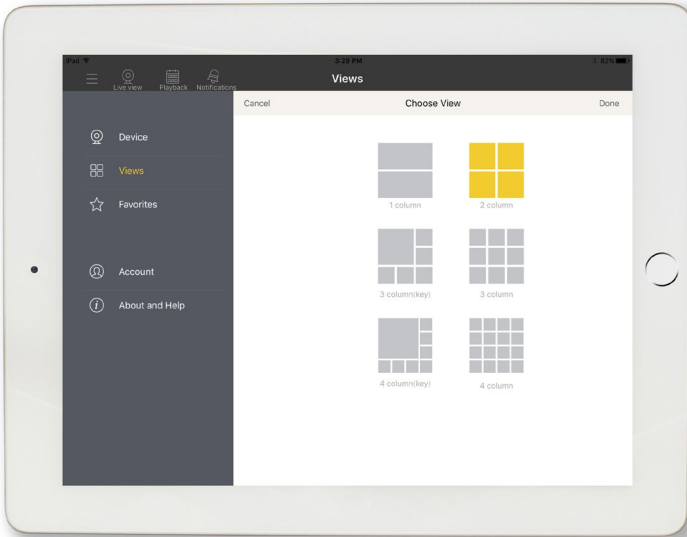 iPad 3:29 PM 82%
Live view Playback Notifications
Views
Cancel Choose View Done
Device
Views
Favorites
Account
About and Help
1 column 2 column
3 column(key) 3 column
4 column(key) 4 column